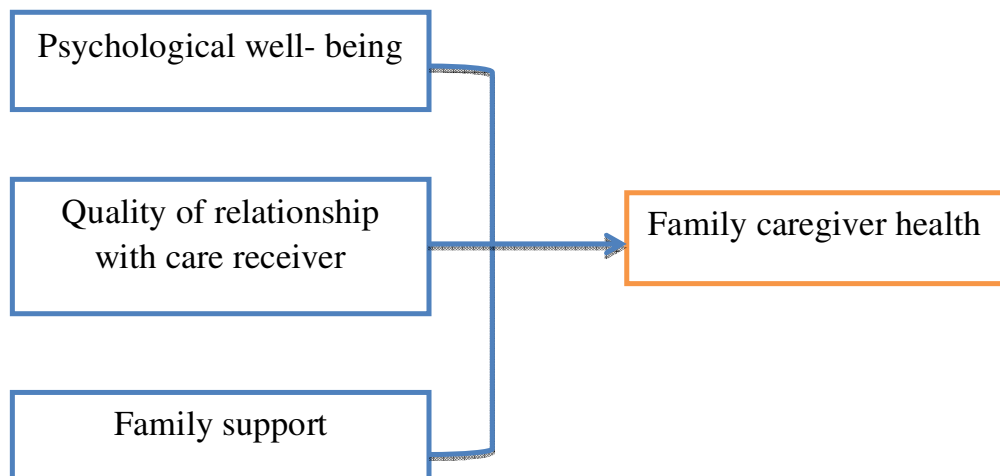 Psychological well- being
Quality of relationship
with care receiver
Family caregiver health
Family support